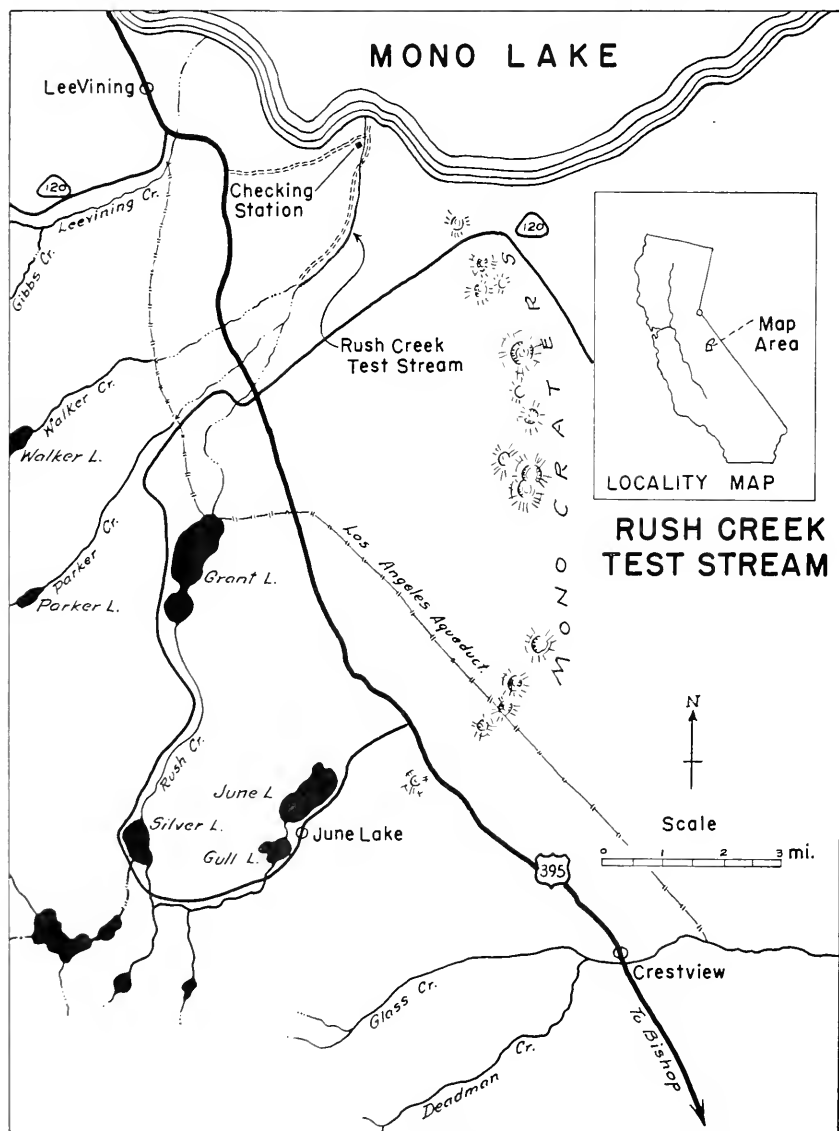 MONO LAKE
LeeVining
120
Leevining Cr.
Gibbs Cr.
Checking
Station
120
Rush Creek
Test Stream
Map
Area
LOCALITY MAP
RUSH CREEK
TEST STREAM
Walker Cr.
Walker L.
Parker Cr.
Parker L.
Grant L.
Los Angeles Aqueduct.
MONO CRATERS
N
Rush Cr.
June L
Silver L.
June Lake
Gull L.
Scale
0 1 2 3 mi.
395
Crestview
Glass Cr.
Deadman Cr.
To Bishop